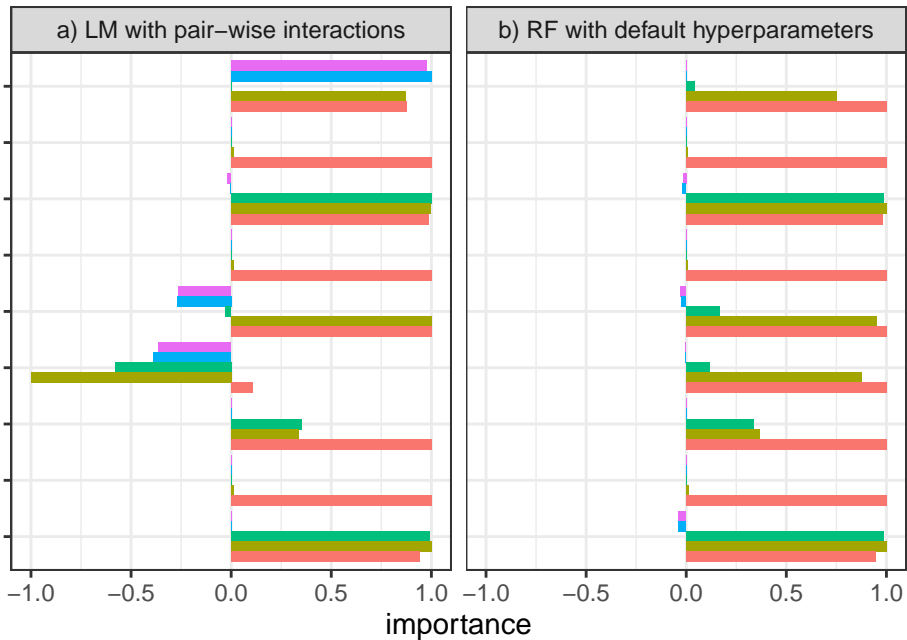 a) LM with pair−wise interactions
b) RF with default hyperparameters
−1.0 −0.5 0.0 0.5 1.0
−1.0 −0.5 0.0 0.5 1.0
importance